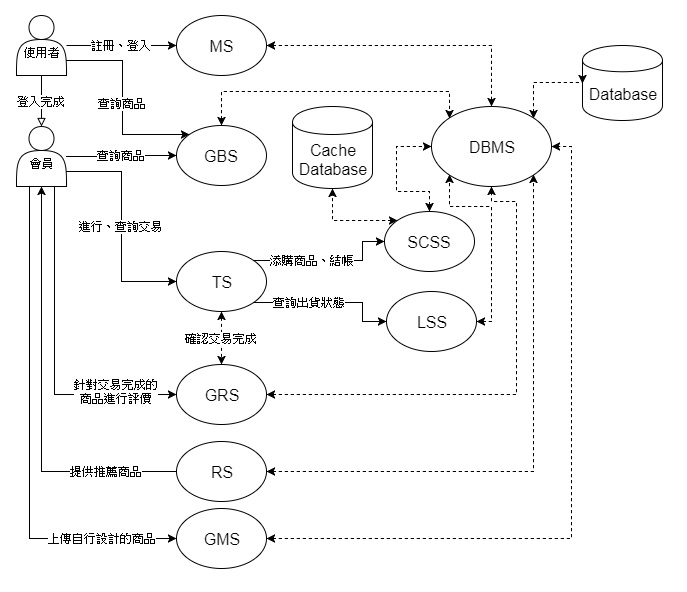 使用者
註冊、登入
MS
Database
登入完成
查詢商品
Cache
Database
DBMS
會員
查詢商品
GBS
進行、查詢交易
SCSS
添購商品、結帳
TS
查詢出貨狀態
LSS
確認交易完成
針對交易完成的
商品進行評價
GRS
提供推薦商品
RS
上傳自行設計的商品
GMS